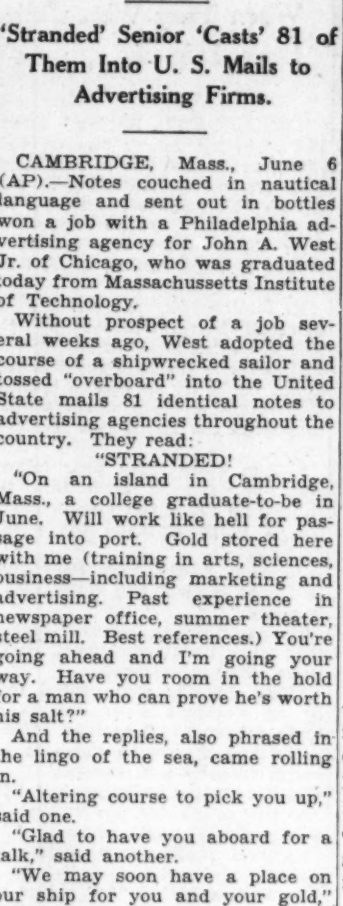 'Stranded' Senior 'Casts' 81 of
Them Into U. S. Mails to
Advertising Firms.
CAMBRIDGE, Mass., June 6
(AP).—Notes couched in nautical
language and sent out in bottles
won a job with a Philadelphia ad-
vertising agency for John A. West
Jr. of Chicago, who was graduated
today from Massachussetts Institute
of Technology.
Without prospect of a job sev-
eral weeks ago, West adopted the
course of a shipwrecked sailor and
tossed "overboard" into the United
State mails 81 identical notes to
advertising agencies throughout the
country. They read:
"STRANDED!
"On an island in Cambridge,
Mass., a college graduate-to-be in
June. Will work like hell for pas-
sage into port. Gold stored here
with me (training in arts, sciences,
business—including marketing and
advertising. Past experience in
newspaper office, summer theater,
steel mill. Best references.) You're
going ahead and I'm going your
way. Have you room in the hold
for a man who can prove he's worth
his salt?"
And the replies, also phrased in
the lingo of the sea, came rolling
in.
"Altering course to pick you up,"
said one.
"Glad to have you aboard for a
talk," said another.
"We may soon have a place on
our ship for you and your gold,"